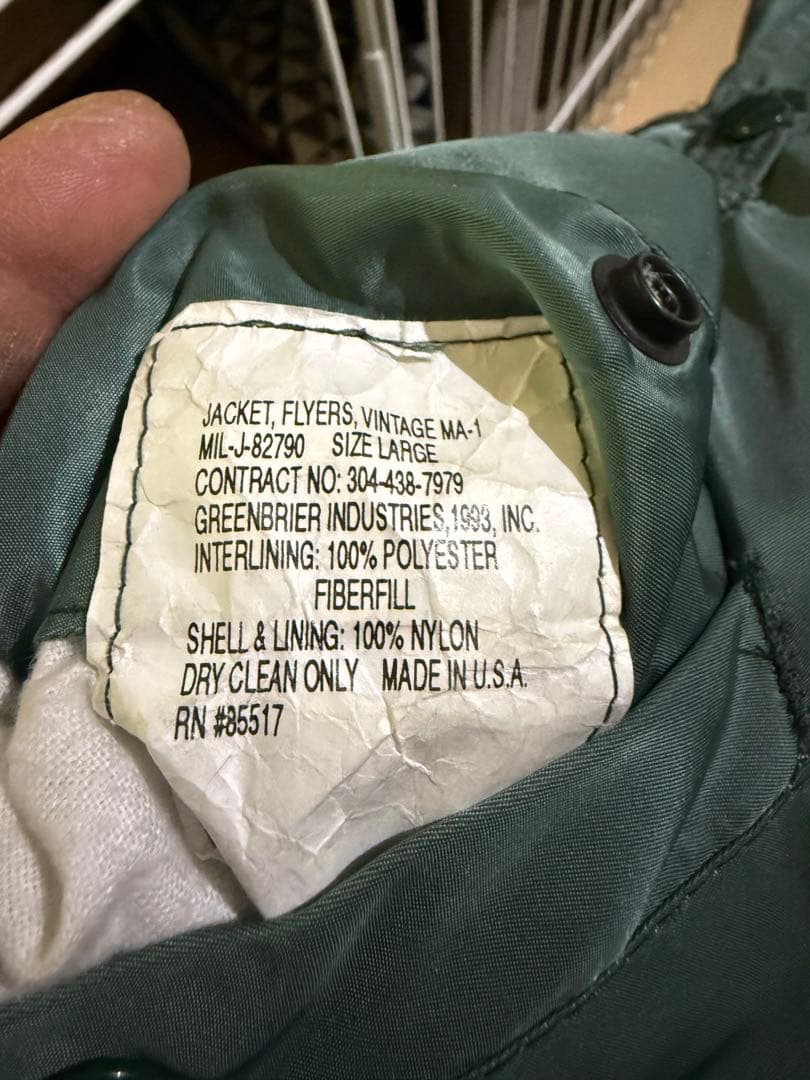 JACKET, FLYERS, VINTAGE MA-1
MIL-J-82790 SIZE LARGE
CONTRACT NO: 304-438-7979
GREENBRIER INDUSTRIES, 1993, INC.
INTERLINING: 100% POLYESTER
FIBERFILL
SHELL & LINING: 100% NYLON
DRY CLEAN ONLY MADE IN U.S.A.
RN #85517